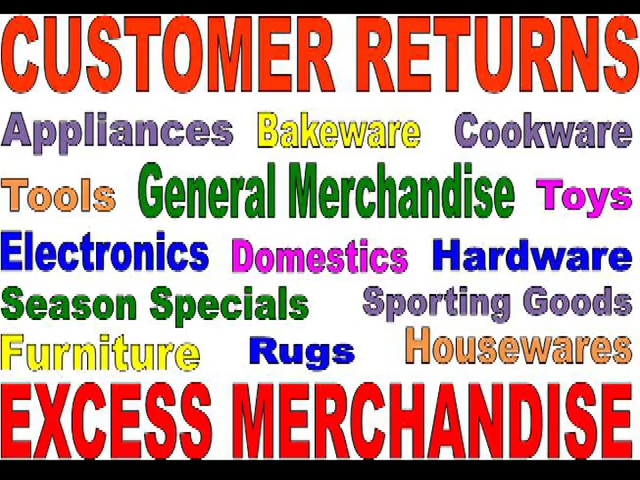 CUSTOMER RETURNS
Appliances Bakeware Cookware
Tools General Merchandise Toys
Electronics Domestics Hardware
Season Specials Sporting Goods
Furniture Rugs Housewares
EXCESS MERCHANDISE